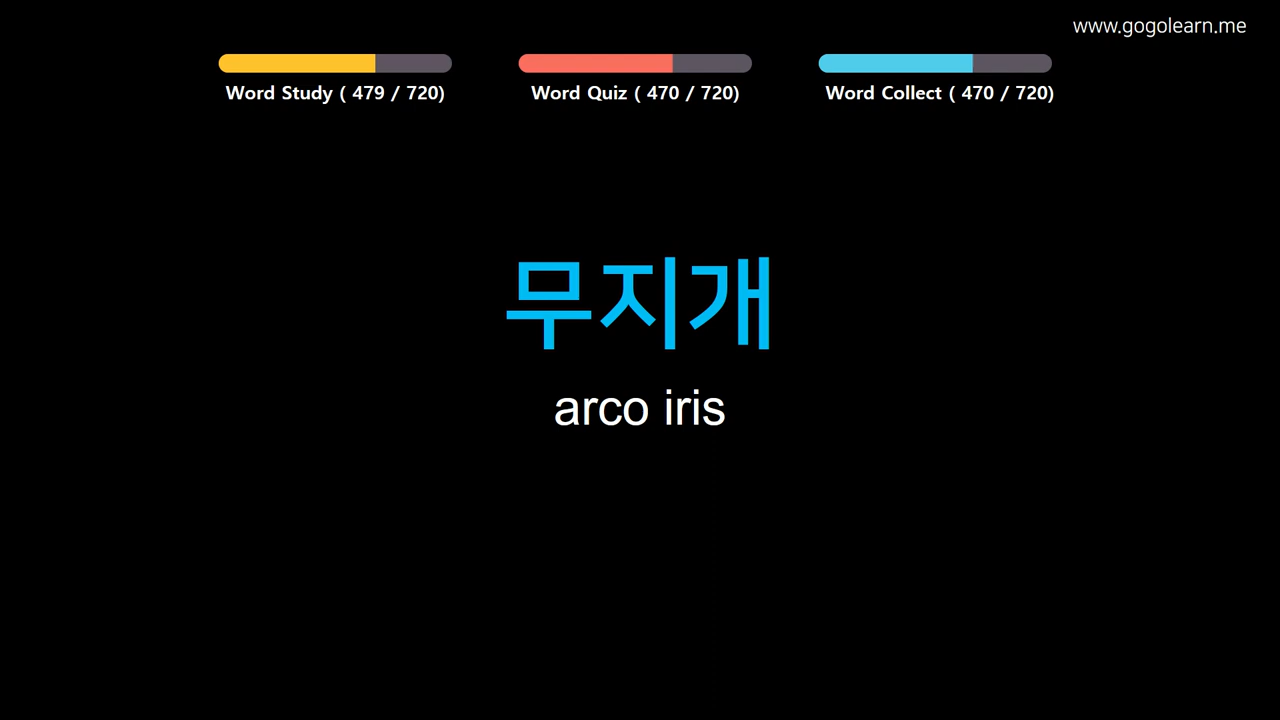 www.gogolearn.me
Word Study ( 479 / 720)
Word Quiz ( 470 / 720)
Word Collect ( 470 / 720)
무지개
arco iris